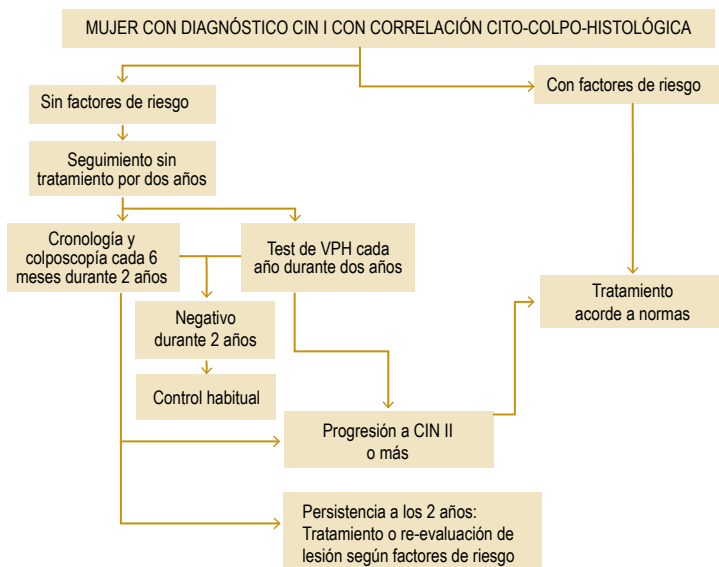 MUJER CON DIAGNÓSTICO CIN I CON CORRELACIÓN CITO-COLPO-HISTOLÓGICA
Sin factores de riesgo
Con factores de riesgo
Seguimiento sin
tratamiento por dos años
Cronología y
colposcopía cada 6
meses durante 2 años
Test de VPH cada
año durante dos años
Tratamiento
acorde a normas
Negativo
durante 2 años
Control habitual
Progresión a CIN II
o más
Persistencia a los 2 años:
Tratamiento o re-evaluación de
lesión según factores de riesgo